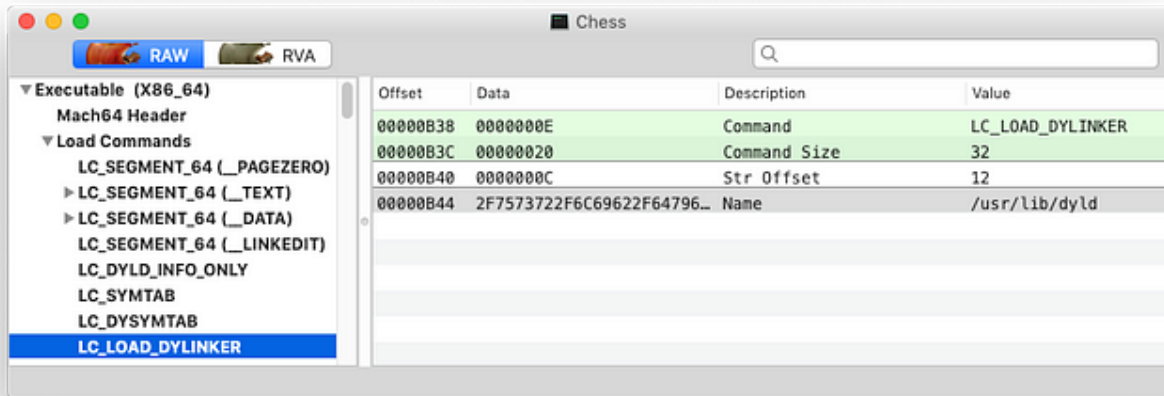 Chess
RAW RVA
Executable (X86_64)
Mach64 Header
Load Commands
LC_SEGMENT_64 (__PAGEZERO)
LC_SEGMENT_64 (__TEXT)
LC_SEGMENT_64 (__DATA)
LC_SEGMENT_64 (__LINKEDIT)
LC_DYLD_INFO_ONLY
LC_SYMTAB
LC_DYSYMTAB
LC_LOAD_DYLINKER
Offset Data Description Value
00000B38 0000000E Command LC_LOAD_DYLINKER
00000B3C 00000020 Command Size 32
00000B40 0000000C Str Offset 12
00000B44 2F7573722F6C69622F64796… Name /usr/lib/dyld